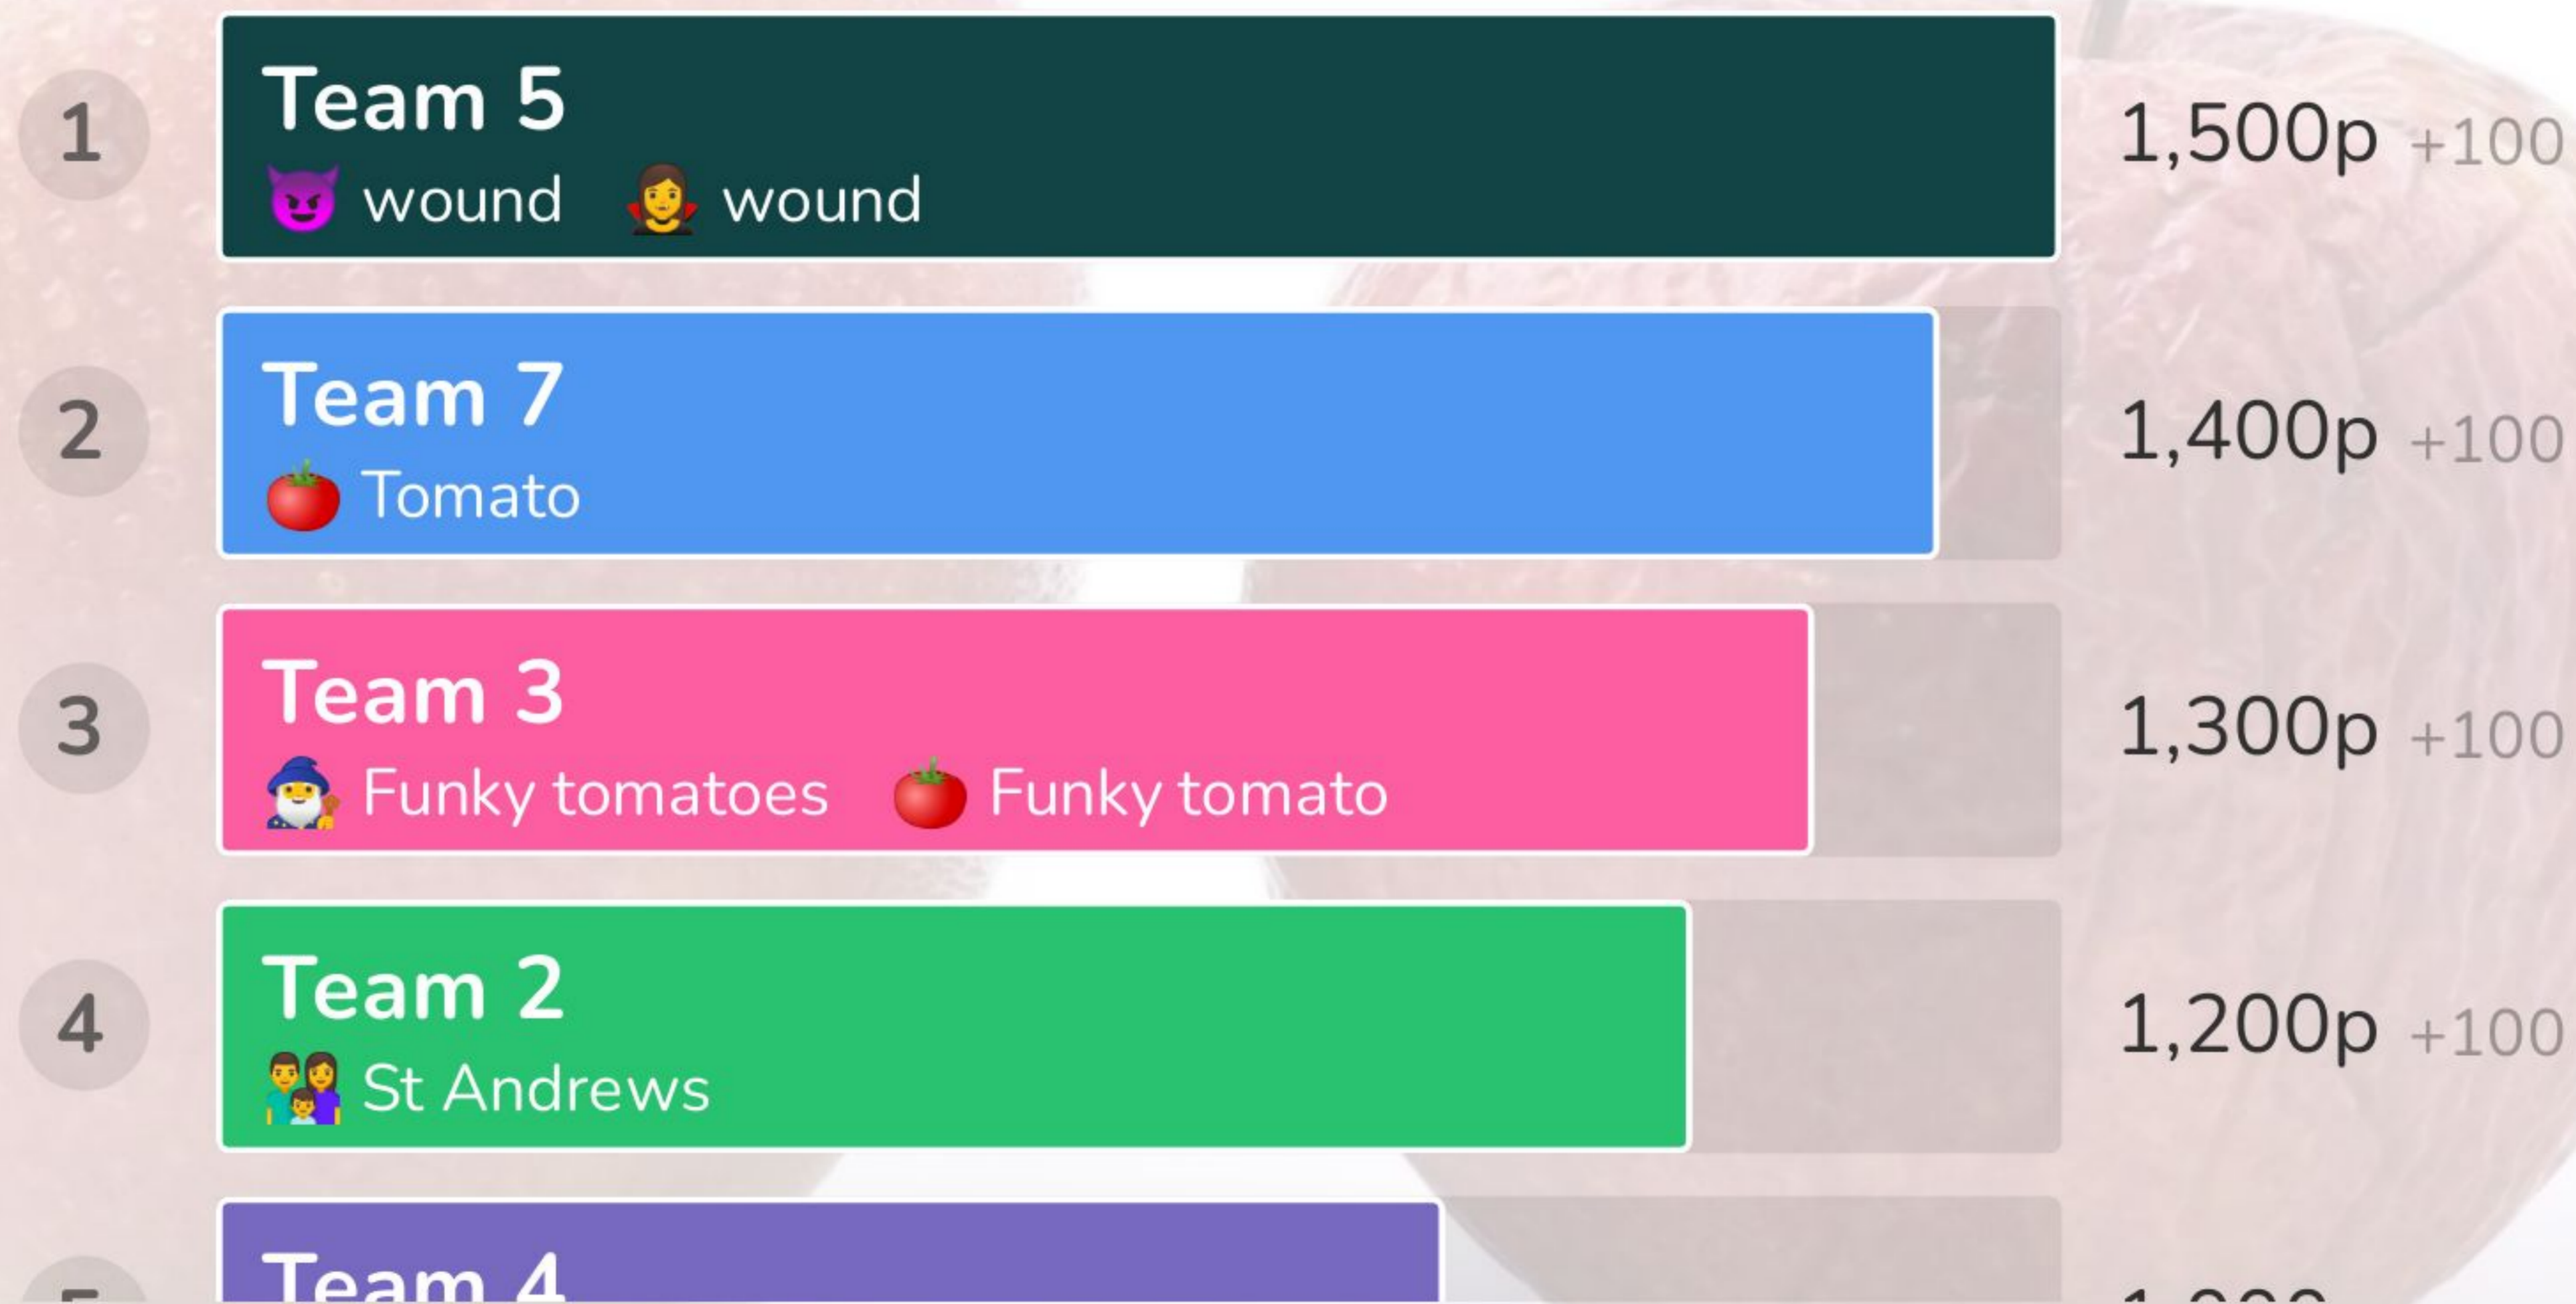 1
Team 5
wound wound
1,500p +100
2
Team 7
Tomato
1,400p +100
3
Team 3
Funky tomatoes Funky tomato
1,300p +100
4
Team 2
St Andrews
1,200p +100
Team 4